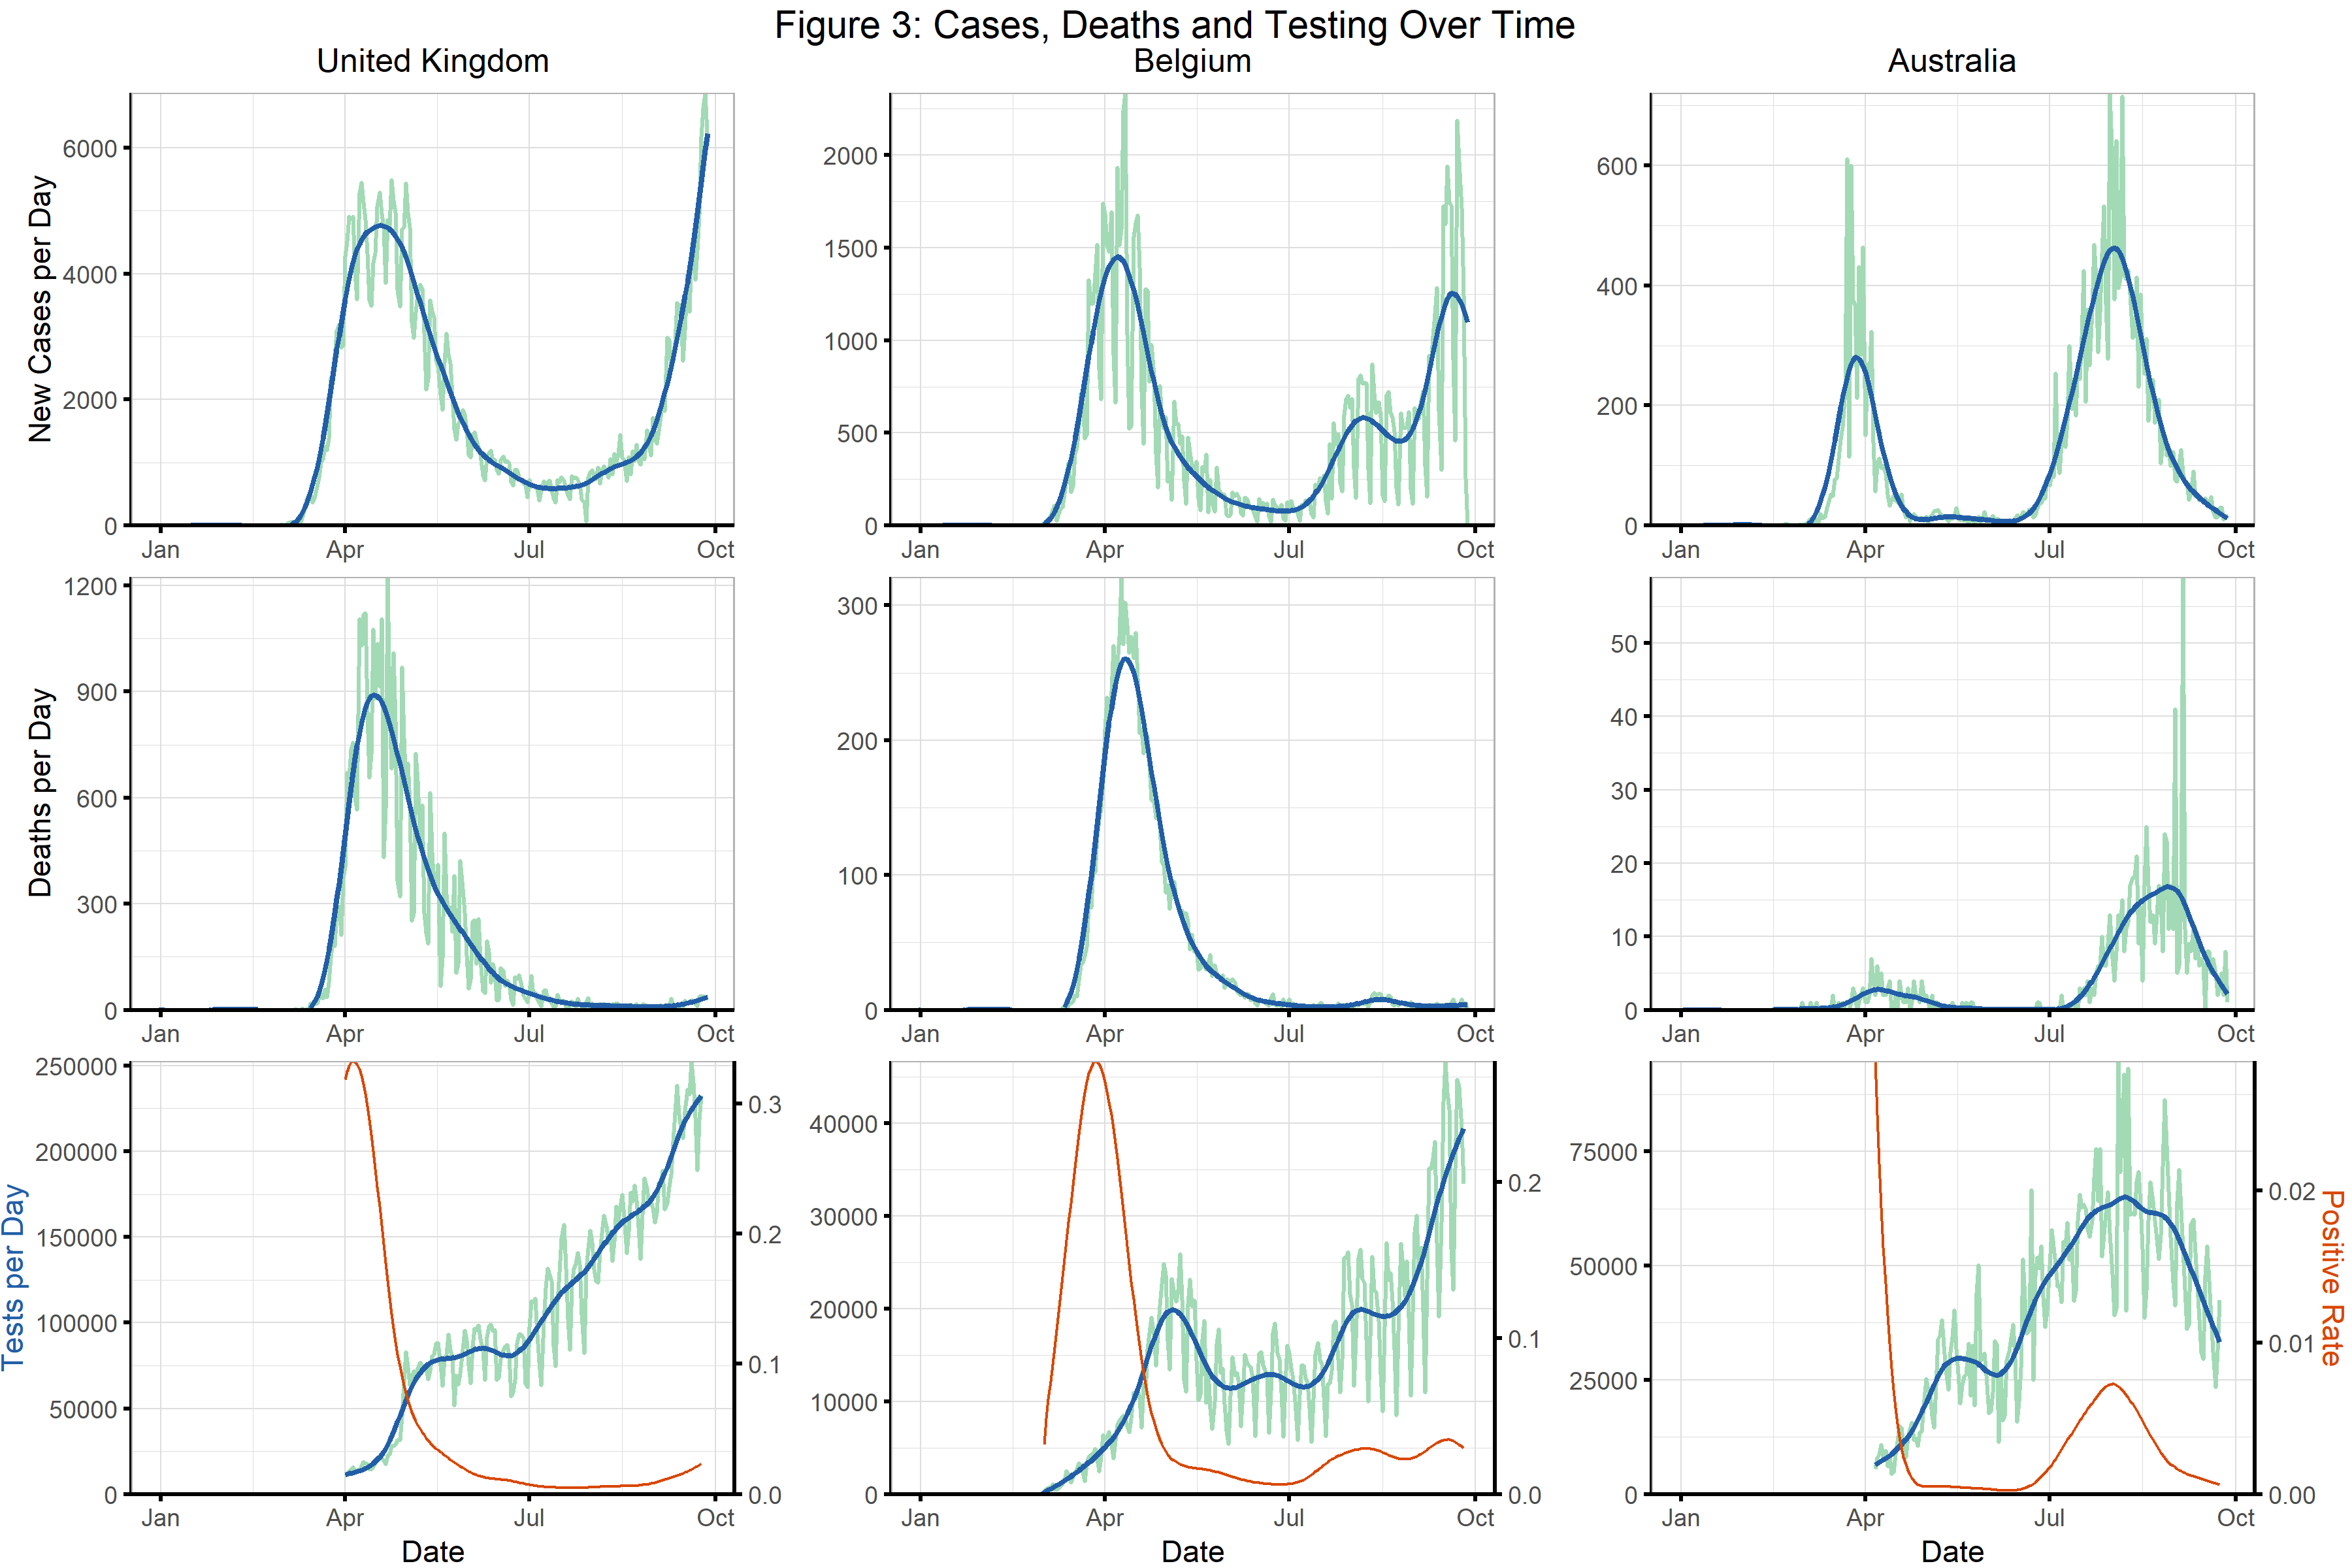 Figure 3: Cases, Deaths and Testing Over Time
United Kingdom
Belgium
Australia
New Cases per Day
6000
4000
2000
0
Jan Apr Jul Oct
2000
1500
1000
500
0
Jan Apr Jul Oct
600
400
200
0
Jan Apr Jul Oct
Deaths per Day
1200
900
600
300
0
Jan Apr Jul Oct
300
200
100
0
Jan Apr Jul Oct
50
40
30
20
10
0
Jan Apr Jul Oct
Tests per Day
250000
200000
150000
100000
50000
0
0.3
0.2
0.1
0.0
Jan Apr Jul Oct
Date
40000
30000
20000
10000
0
0.2
0.1
0.0
Jan Apr Jul Oct
Date
75000
50000
25000
0
0.02
0.01
0.00
Jan Apr Jul Oct
Date
Positive Rate